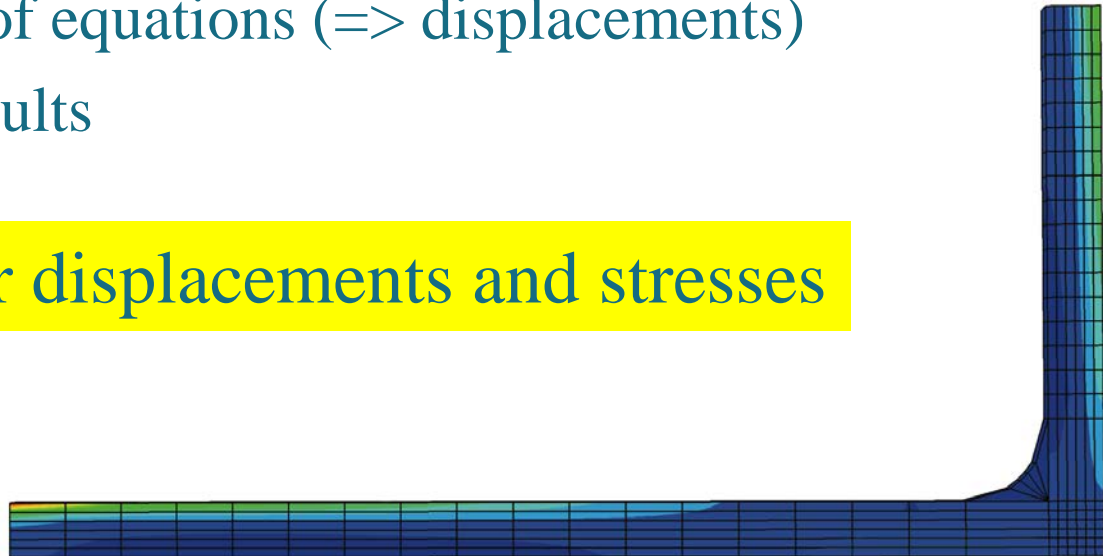 of equations (=> displacements)
ults
r displacements and stresses